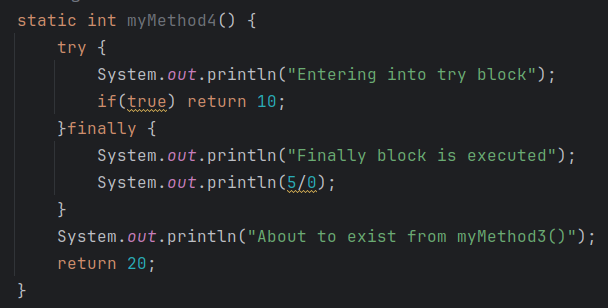 static int myMethod4() {
try {
System.out.println("Entering into try block");
if(true) return 10;
}finally {
System.out.println("Finally block is executed");
System.out.println(5/0);
}
System.out.println("About to exist from myMethod3()");
return 20;
}